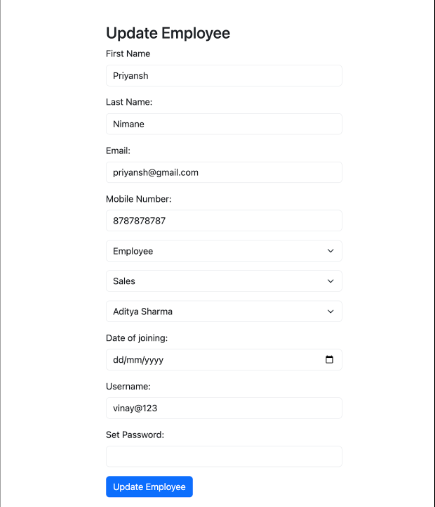 Update Employee
First Name
Priyansh
Last Name:
Nimane
Email:
priyansh@gmail.com
Mobile Number:
8787878787
Employee
Sales
Aditya Sharma
Date of joining:
dd/mm/yyyy
Username:
vinay@123
Set Password:
Update Employee